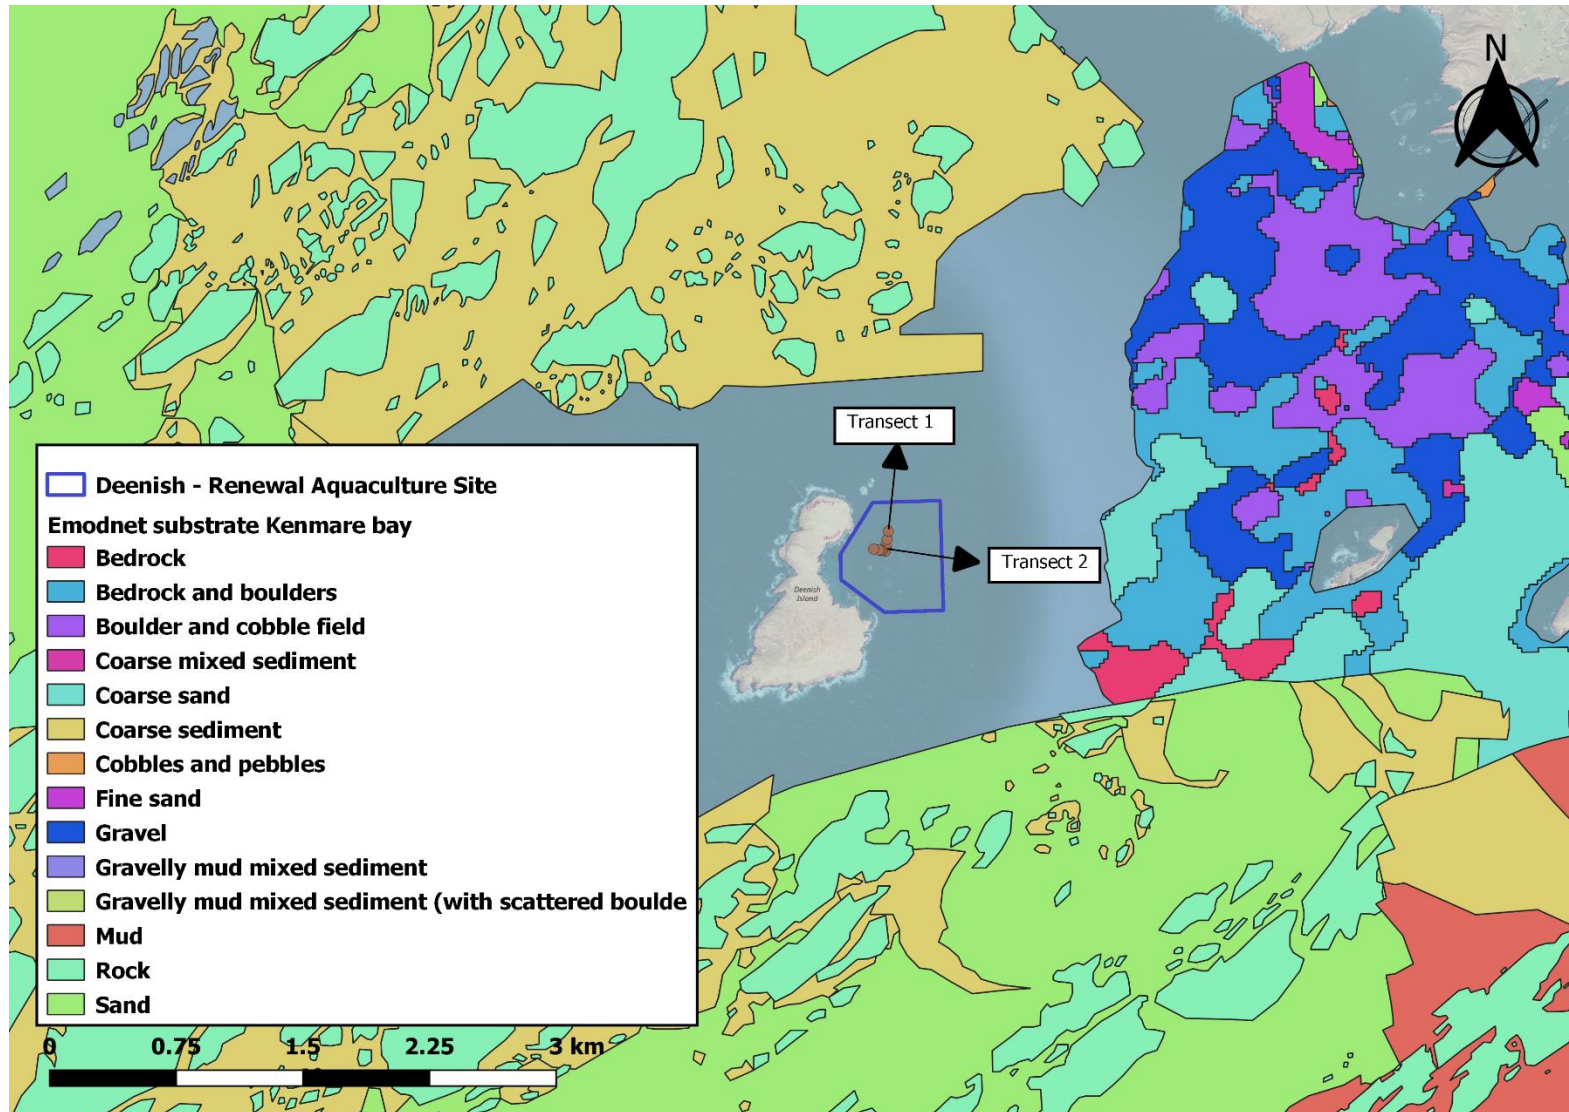 N
Transect 1
Transect 2
Deenish
Island
Deenish - Renewal Aquaculture Site
Emodnet substrate Kenmare bay
Bedrock
Bedrock and boulders
Boulder and cobble field
Coarse mixed sediment
Coarse sand
Coarse sediment
Cobbles and pebbles
Fine sand
Gravel
Gravelly mud mixed sediment
Gravelly mud mixed sediment (with scattered boulde
Mud
Rock
Sand
0 0.75 1.5 2.25 3 km